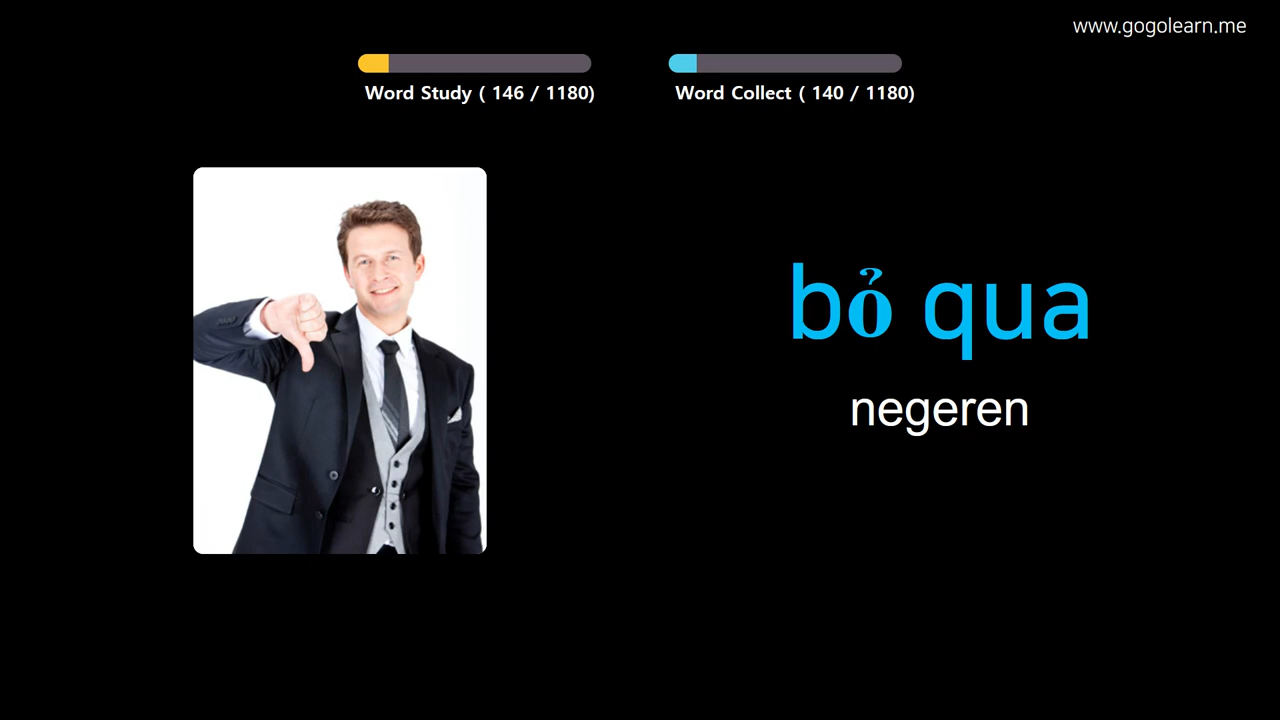 www.gogolearn.me
Word Study ( 146 / 1180)
Word Collect ( 140 / 1180)
bỏ qua
negeren